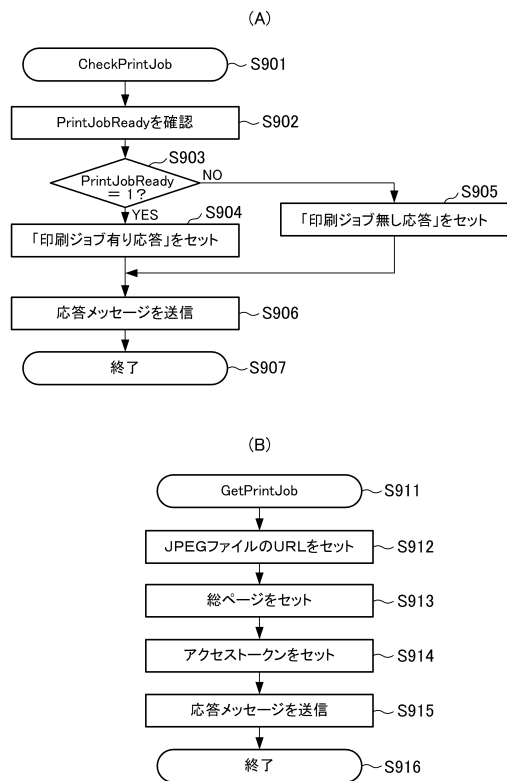 (A)
CheckPrintJob
S901
PrintJobReadyを確認
S902
S903
PrintJobReady
= 1?
NO
YES
S904
S905
「印刷ジョブ有り応答」をセット
「印刷ジョブ無し応答」をセット
応答メッセージを送信
S906
終了
S907
(B)
GetPrintJob
S911
JPEGファイルのURLをセット
S912
総ページをセット
S913
アクセストークンをセット
S914
応答メッセージを送信
S915
終了
S916